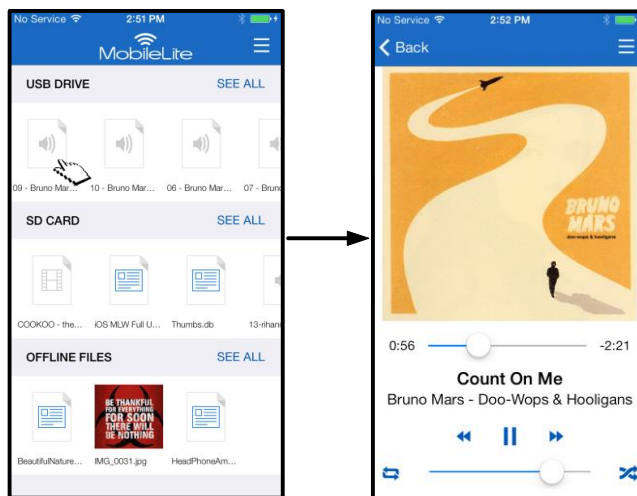 No Service 2:51 PM
MobileLite
USB DRIVE SEE ALL
09 - Bruno Mar... 10 - Bruno Mar... 06 - Bruno Mar... 07 - Brun
SD CARD SEE ALL
COOKOO - the... iOS MLW Full U... Thumbs.db 13-rihann
OFFLINE FILES SEE ALL
BE THANKFUL
FOR EVERYTHING
FOR SOON
THERE WILL
BE NOTHING
BeautifulNature... IMG_0031.jpg HeadPhoneAm...
No Service 2:52 PM
Back
BRUNO
MARS
doo-wops & hooligans
0:56 -2:21
Count On Me
Bruno Mars - Doo-Wops & Hooligans